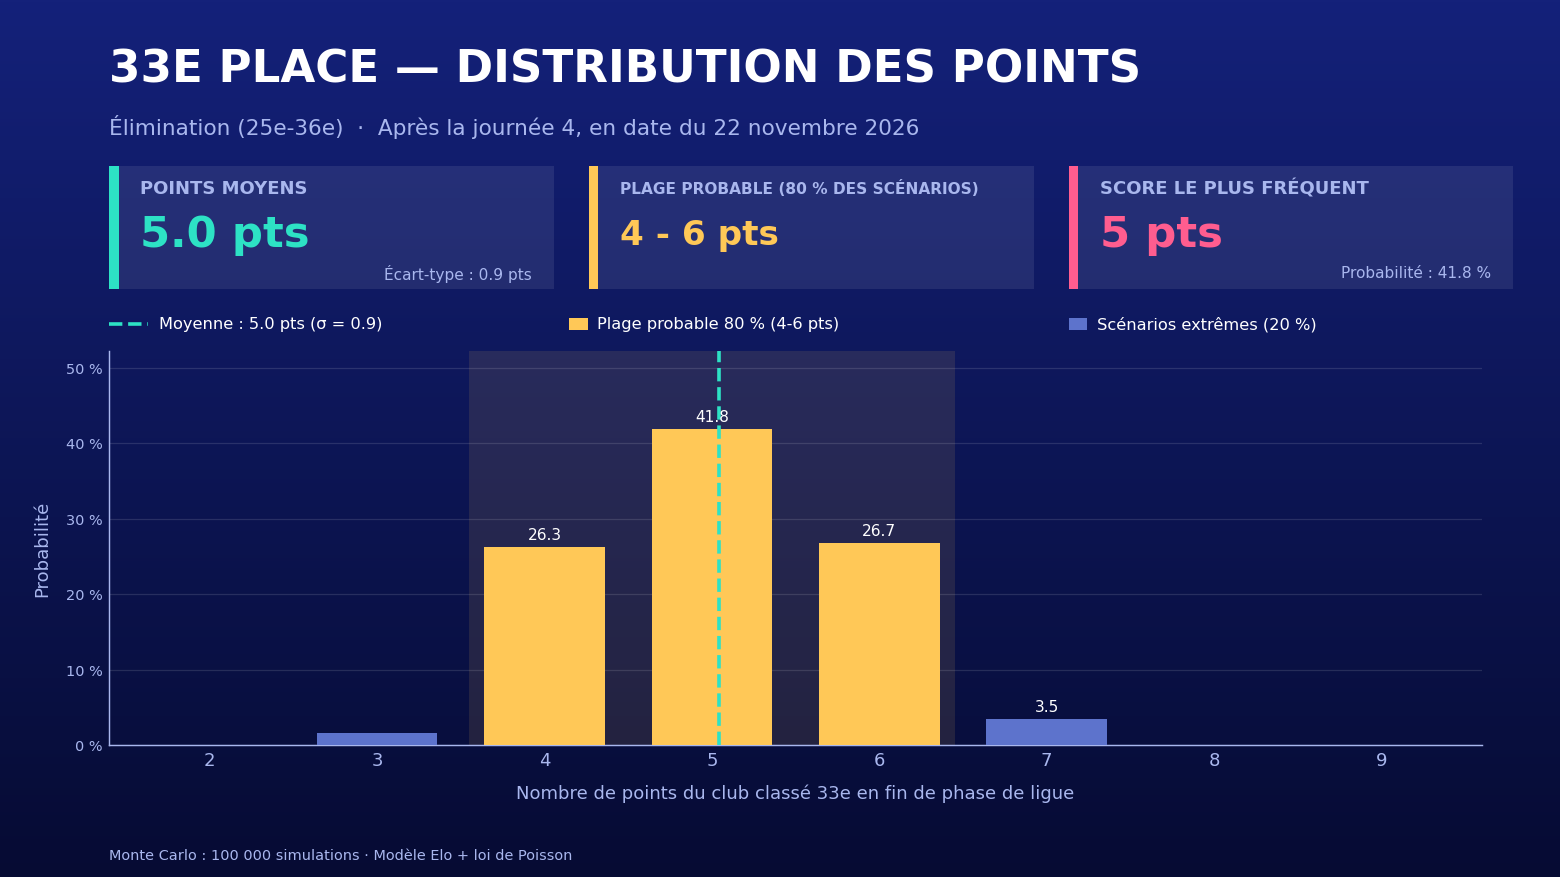 33E PLACE — DISTRIBUTION DES POINTS
Élimination (25e-36e) · Après la journée 4, en date du 22 novembre 2026
POINTS MOYENS
5.0 pts
Écart-type : 0.9 pts
PLAGE PROBABLE (80 % DES SCÉNARIOS)
4 - 6 pts
SCORE LE PLUS FRÉQUENT
5 pts
Probabilité : 41.8 %
Moyenne : 5.0 pts (σ = 0.9)
Plage probable 80 % (4-6 pts)
Scénarios extrêmes (20 %)
Probabilité
50 %
40 %
30 %
20 %
10 %
0 %
26.3
41.8
26.7
3.5
2 3 4 5 6 7 8 9
Nombre de points du club classé 33e en fin de phase de ligue
Monte Carlo : 100 000 simulations · Modèle Elo + loi de Poisson